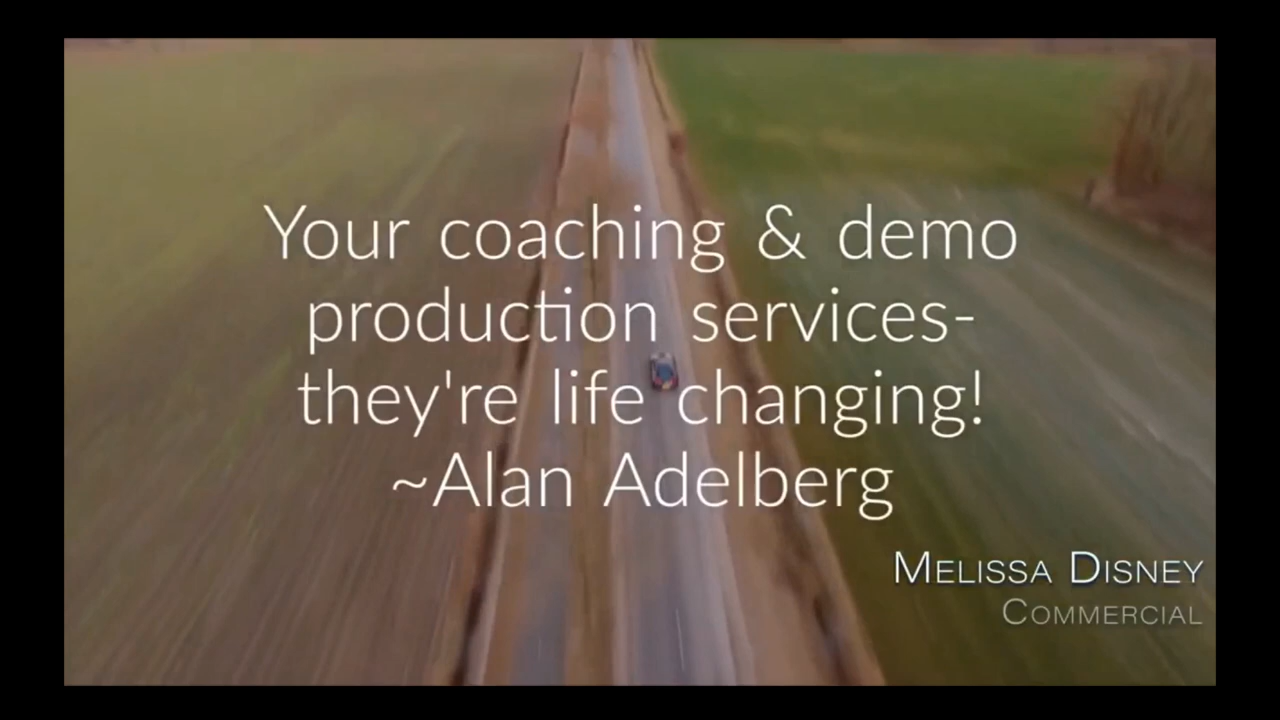 Your coaching & demo
production services-
they're life changing!
~Alan Adelberg
Melissa Disney
Commercial